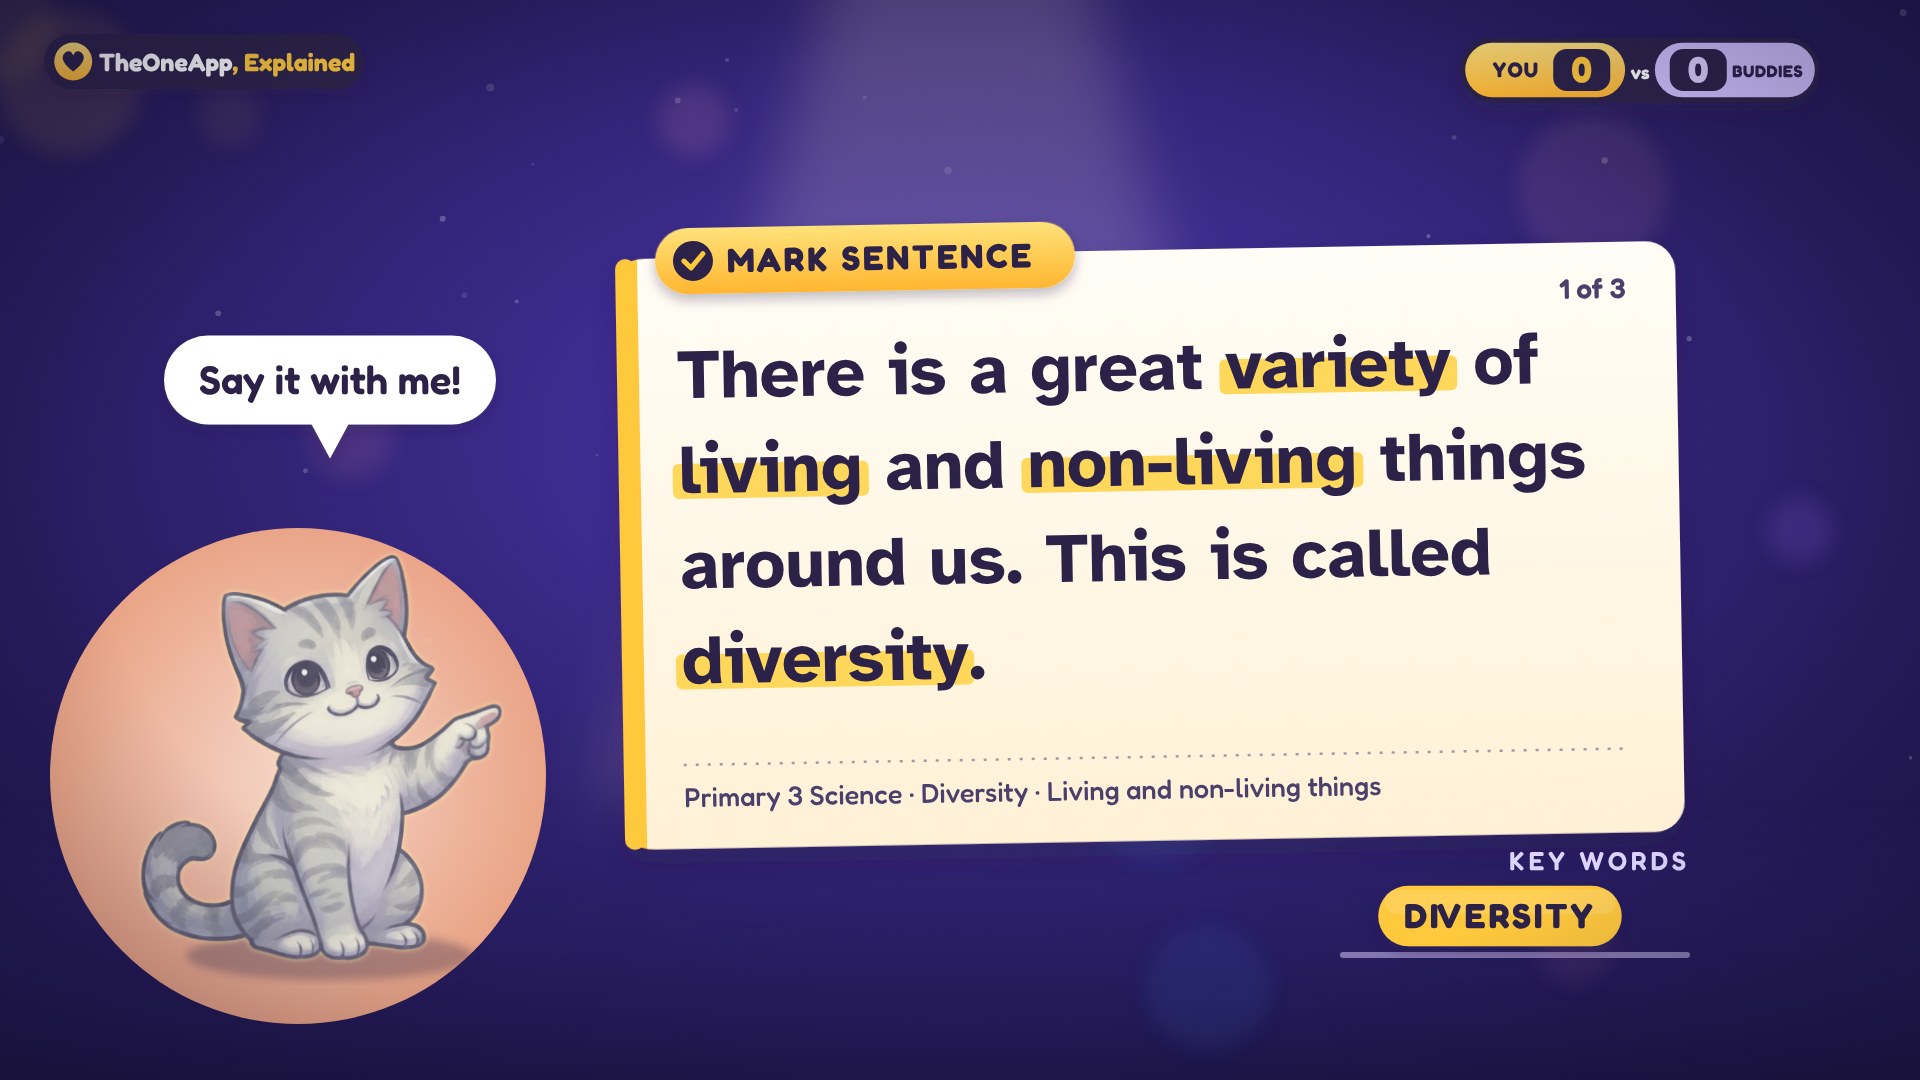 TheOneApp, Explained
YOU 0 vs 0 BUDDIES
MARK SENTENCE
1 of 3
There is a great variety of
living and non-living things
around us. This is called
diversity.
Primary 3 Science · Diversity · Living and non-living things
Say it with me!
KEY WORDS
DIVERSITY